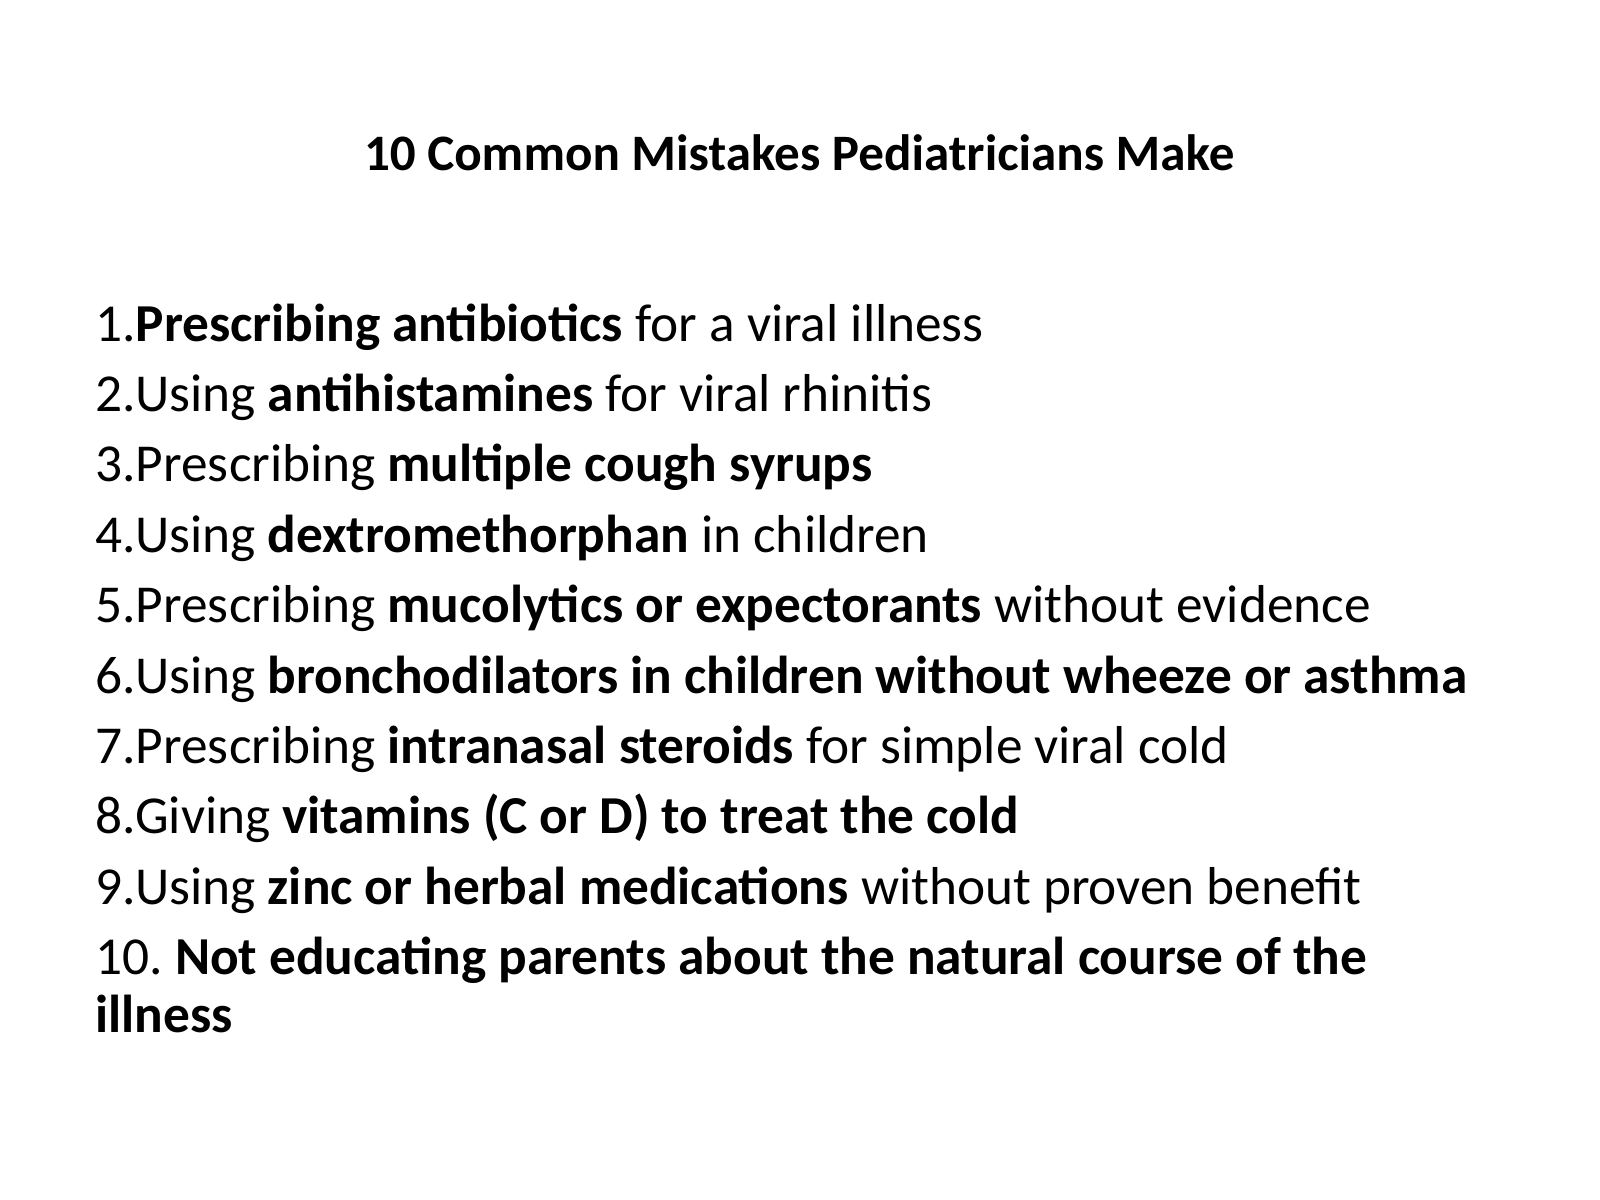 10 Common Mistakes Pediatricians Make
1.Prescribing antibiotics for a viral illness
2.Using antihistamines for viral rhinitis
3.Prescribing multiple cough syrups
4.Using dextromethorphan in children
5.Prescribing mucolytics or expectorants without evidence
6.Using bronchodilators in children without wheeze or asthma
7.Prescribing intranasal steroids for simple viral cold
8.Giving vitamins (C or D) to treat the cold
9.Using zinc or herbal medications without proven benefit
10. Not educating parents about the natural course of the
illness